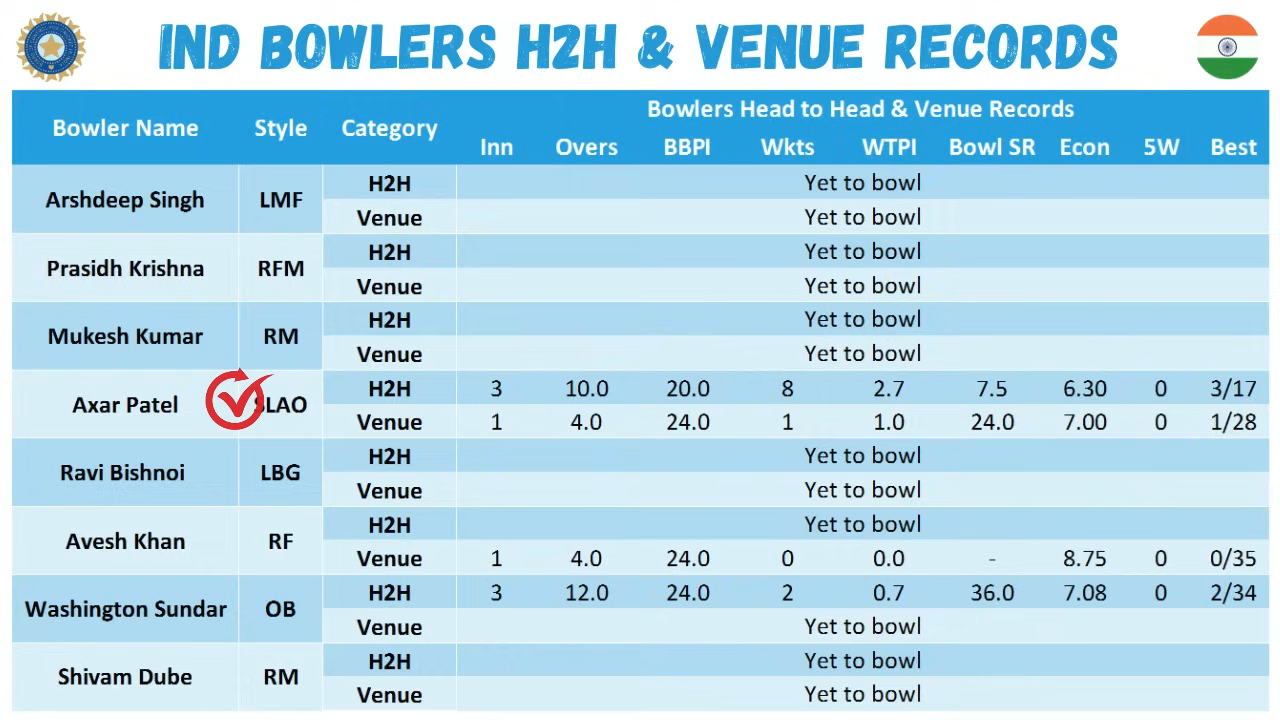 IND BOWLERS H2H & VENUE RECORDS
Bowler Name Style Category Bowlers Head to Head & Venue Records
Inn Overs BBPI Wkts WTPI Bowl SR Econ 5W Best
Arshdeep Singh LMF H2H Yet to bowl
Venue Yet to bowl
Prasidh Krishna RFM H2H Yet to bowl
Venue Yet to bowl
Mukesh Kumar RM H2H Yet to bowl
Venue Yet to bowl
Axar Patel SLAO H2H 3 10.0 20.0 8 2.7 7.5 6.30 0 3/17
Venue 1 4.0 24.0 1 1.0 24.0 7.00 0 1/28
Ravi Bishnoi LBG H2H Yet to bowl
Venue Yet to bowl
Avesh Khan RF H2H Yet to bowl
Venue 1 4.0 24.0 0 0.0 - 8.75 0 0/35
Washington Sundar OB H2H 3 12.0 24.0 2 0.7 36.0 7.08 0 2/34
Venue Yet to bowl
Shivam Dube RM H2H Yet to bowl
Venue Yet to bowl